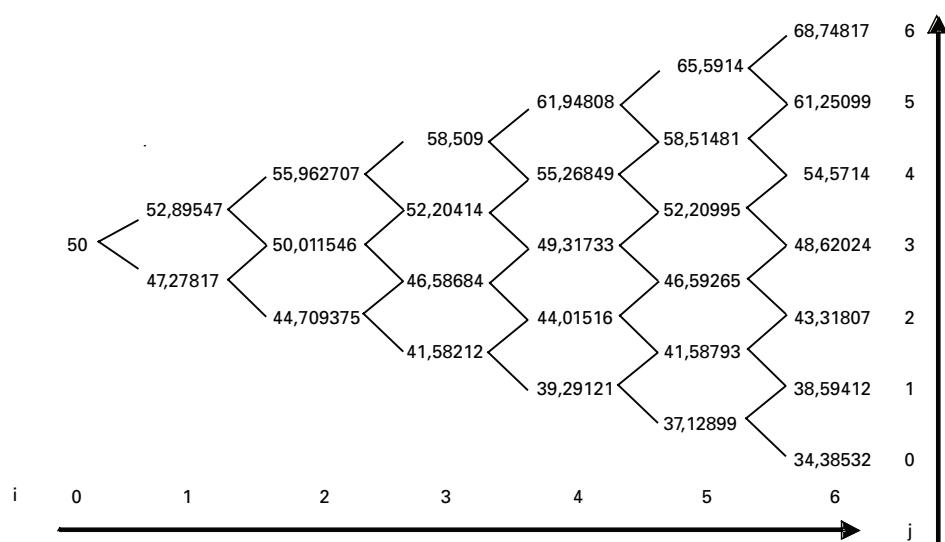 68,74817 6
65,5914
61,94808 61,25099 5
58,509 58,51481
55,962707 55,26849 54,5714 4
52,89547 52,20414 52,20995
50 50,011546 49,31733 48,62024 3
47,27817 46,58684 46,59265
44,709375 44,01516 43,31807 2
41,58212 41,58793
39,29121 38,59412 1
37,12899
34,38532 0
i 0 1 2 3 4 5 6
j